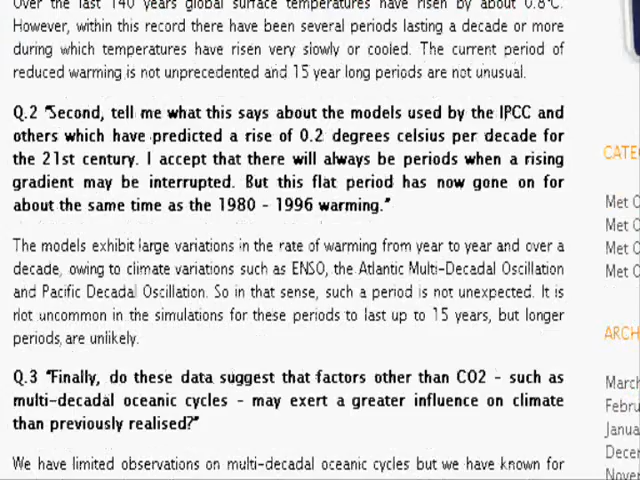 Over the last 140 years global surface temperatures have risen by about 0.8°C.
However, within this record there have been several periods lasting a decade or more
during which temperatures have risen very slowly or cooled. The current period of
reduced warming is not unprecedented and 15 year long periods are not unusual.
Q.2 "Second, tell me what this says about the models used by the IPCC and
others which have predicted a rise of 0.2 degrees celsius per decade for
the 21st century. I accept that there will always be periods when a rising
gradient may be interrupted. But this flat period has now gone on for
about the same time as the 1980 - 1996 warming."
The models exhibit large variations in the rate of warming from year to year and over a
decade, owing to climate variations such as ENSO, the Atlantic Multi-Decadal Oscillation
and Pacific Decadal Oscillation. So in that sense, such a period is not unexpected. It is
not uncommon in the simulations for these periods to last up to 15 years, but longer
periods are unlikely.
Q.3 "Finally, do these data suggest that factors other than CO2 - such as
multi-decadal oceanic cycles - may exert a greater influence on climate
than previously realised?"
We have limited observations on multi-decadal oceanic cycles but we have known for
CATE
Met O
Met O
Met O
Met O
ARCH
March
Febru
Janua
Decer
Nover